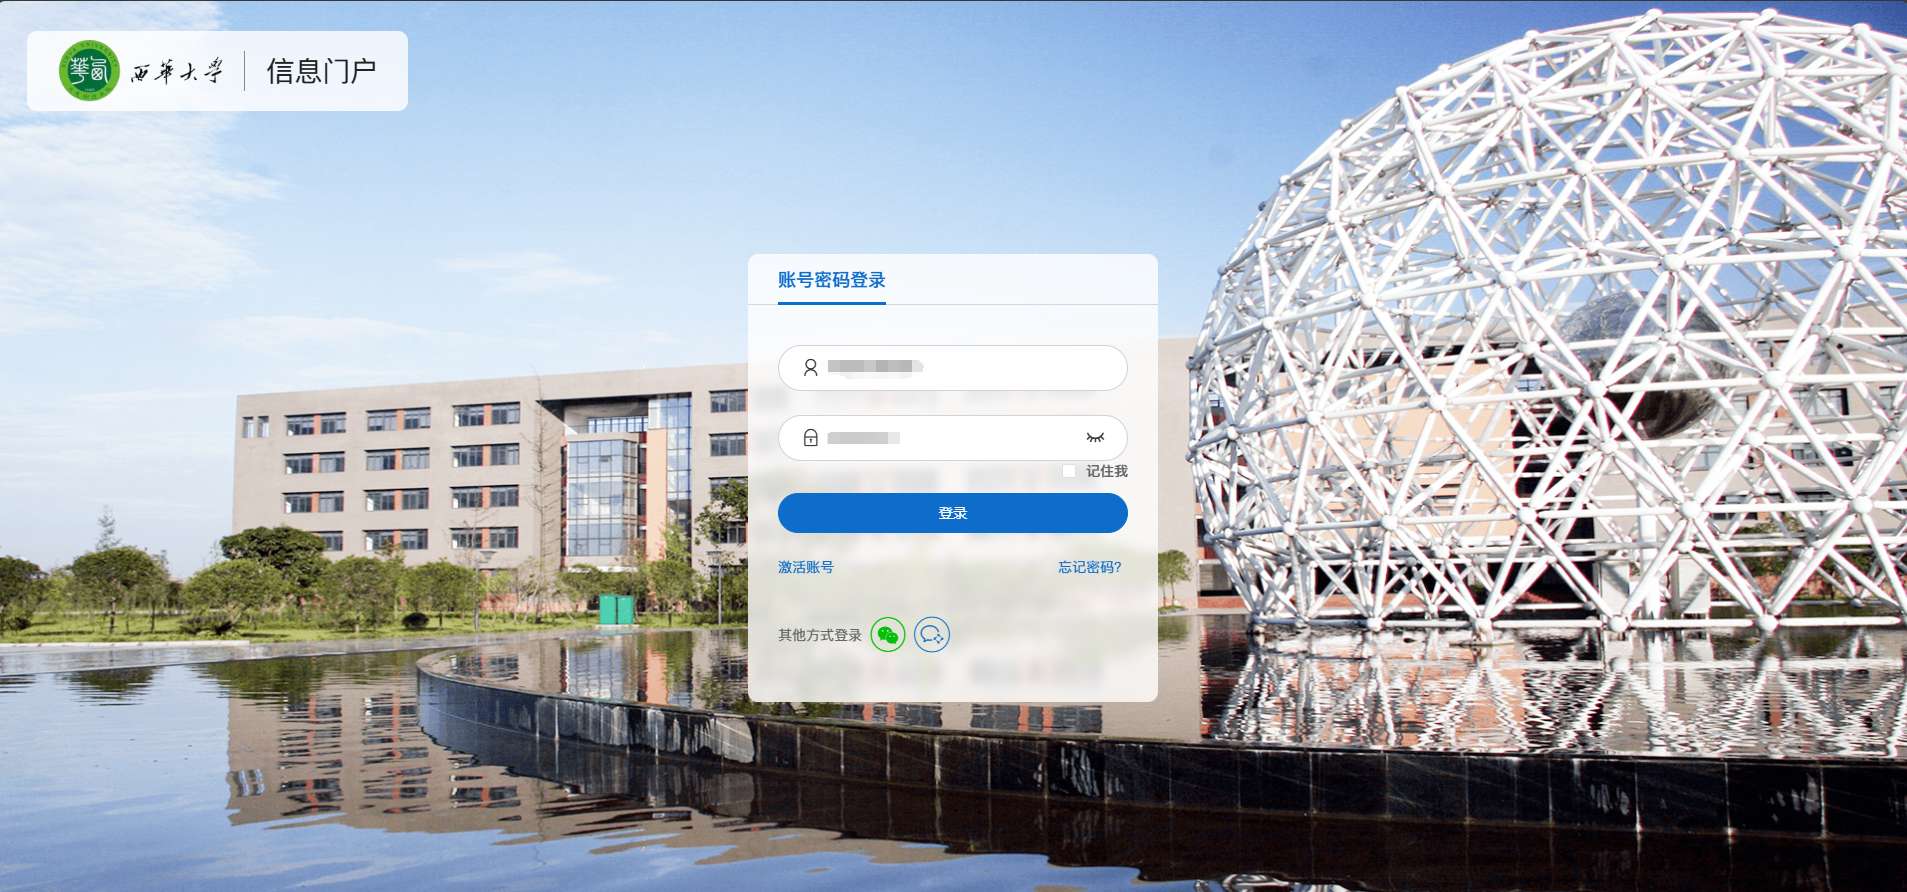 西華大学 信息门户
账号密码登录
记住我
登录
激活账号 忘记密码?
其他方式登录